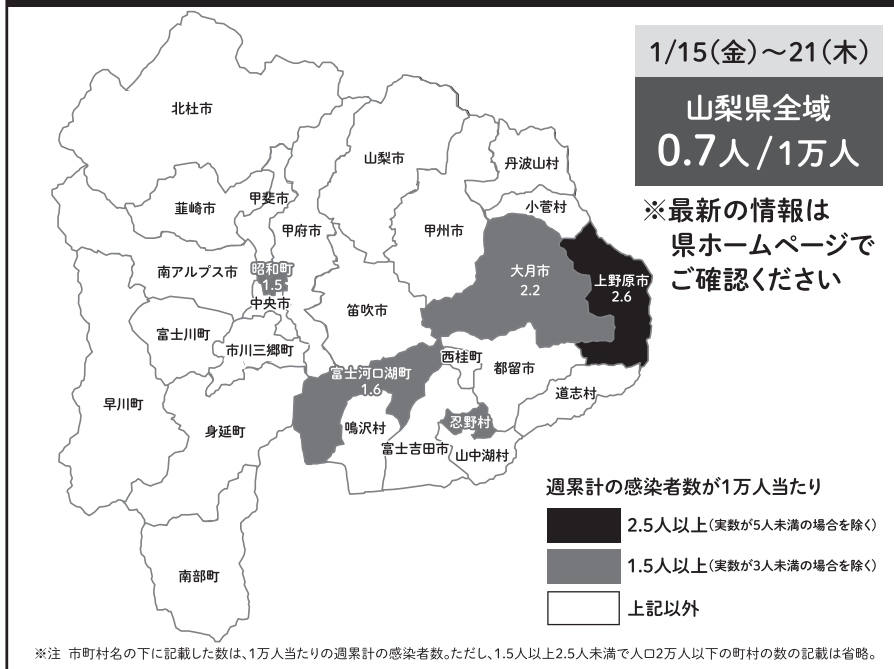 1/15(金)～21(木)
山梨県全域
0.7人/1万人
※最新の情報は
県ホームページで
ご確認ください
北杜市
山梨市
丹波山村
韮崎市
甲斐市
小菅村
甲府市
甲州市
南アルプス市
昭和町
1.5
大月市
2.2
上野原市
2.6
中央市
笛吹市
富士川町
市川三郷町
西桂町
都留市
富士河口湖町
1.6
道志村
早川町
身延町
鳴沢村
忍野村
富士吉田市
山中湖村
南部町
週累計の感染者数が1万人当たり
2.5人以上(実数が5人未満の場合を除く)
1.5人以上(実数が3人未満の場合を除く)
上記以外
※注 市町村名の下に記載した数は、1万人当たりの週累計の感染者数。ただし、1.5人以上2.5人未満で人口2万人以下の町村の数の記載は省略。